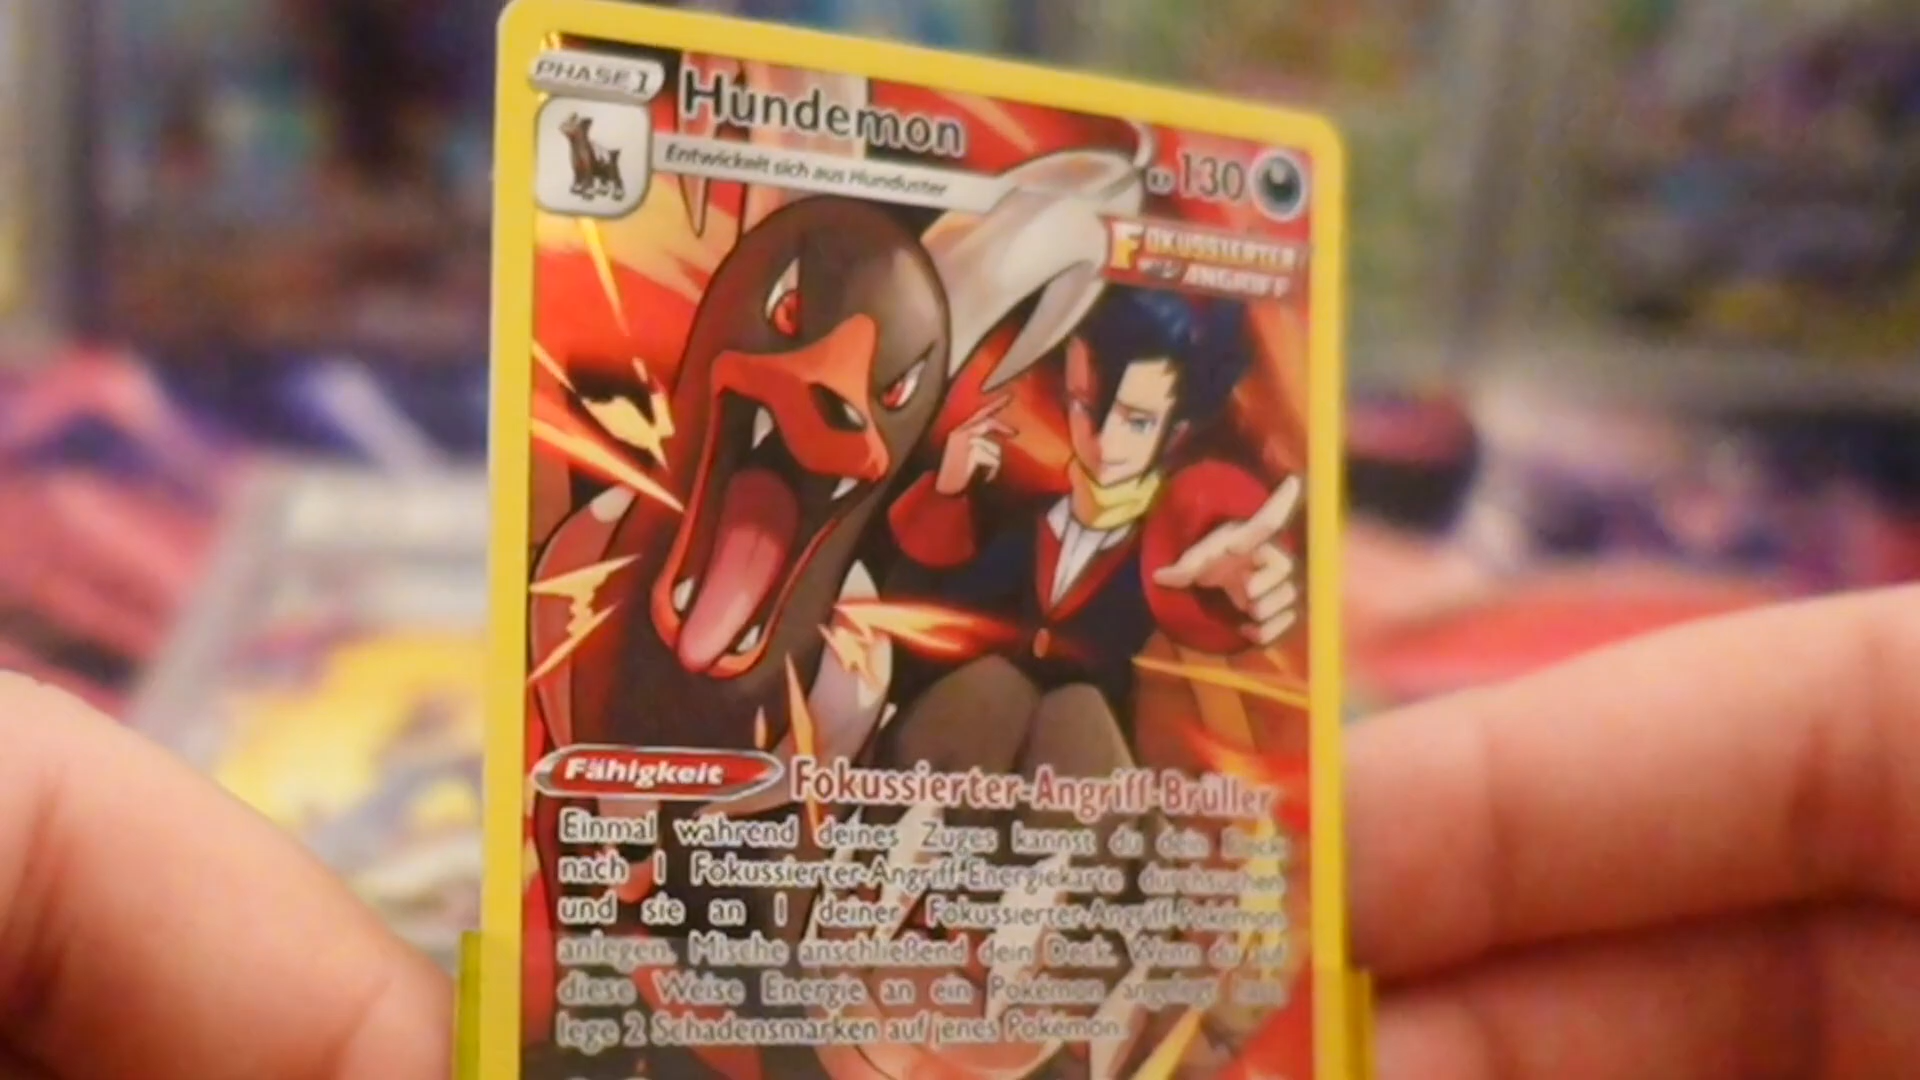 PHASE 1
Hundemon
KP 130
Entwickelt sich aus Hunduster
FOKUSSIERTER
ANGRIFF
Fähigkeit Fokussierter-Angriff-Brüller
Einmal während deines Zuges kannst du dein Deck
nach 1 Fokussierter-Angriff-Energiekarte durchsuchen
und sie an 1 deiner Fokussierter-Angriff-Pokémon
anlegen. Mische anschließend dein Deck. Wenn du auf
diese Weise Energie an ein Pokémon angelegt hast,
lege 2 Schadensmarken auf jenes Pokémon.